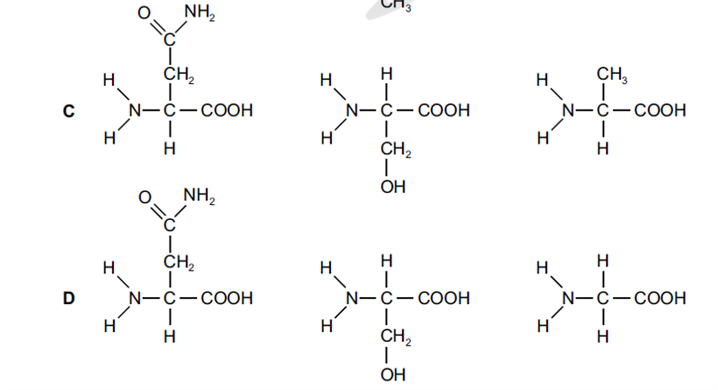 CH₃
O NH₂
C
H CH₂ H H H CH₃
C N–C–COOH N–C–COOH N–C–COOH
H H H CH₂ H H
OH
O NH₂
C
H CH₂ H H H H
D N–C–COOH N–C–COOH N–C–COOH
H H H CH₂ H H
OH